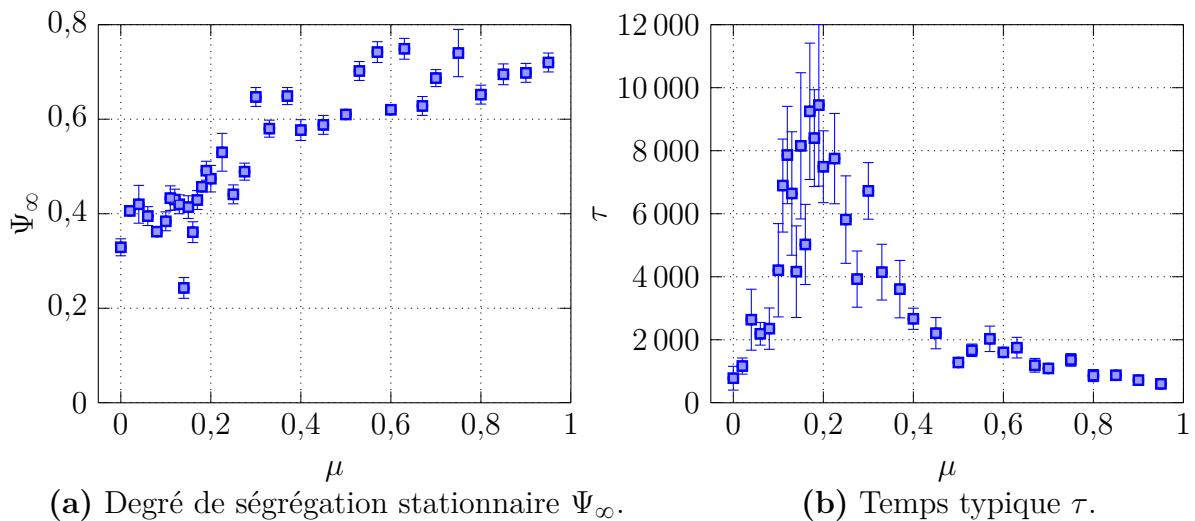 0,8
0,6
0,4
0,2
0
Ψ∞
0 0,2 0,4 0,6 0,8 1
μ
(a) Degré de ségrégation stationnaire Ψ∞.
12 000
10 000
8 000
6 000
4 000
2 000
0
τ
0 0,2 0,4 0,6 0,8 1
μ
(b) Temps typique τ.